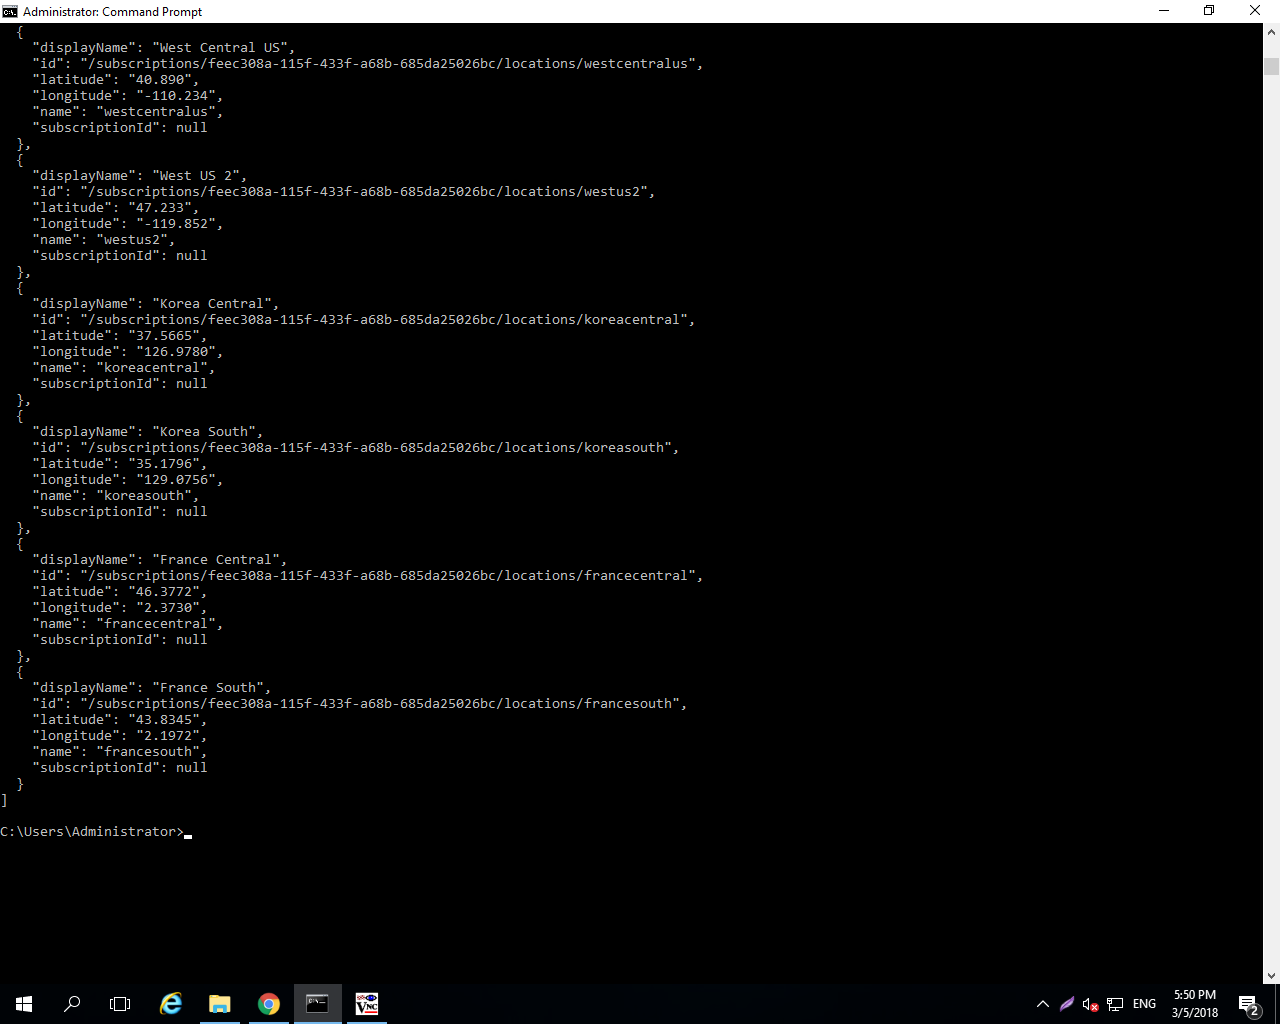 Administrator: Command Prompt
  {
    "displayName": "West Central US",
    "id": "/subscriptions/feec308a-115f-433f-a68b-685da25026bc/locations/westcentralus",
    "latitude": "40.890",
    "longitude": "-110.234",
    "name": "westcentralus",
    "subscriptionId": null
  },
  {
    "displayName": "West US 2",
    "id": "/subscriptions/feec308a-115f-433f-a68b-685da25026bc/locations/westus2",
    "latitude": "47.233",
    "longitude": "-119.852",
    "name": "westus2",
    "subscriptionId": null
  },
  {
    "displayName": "Korea Central",
    "id": "/subscriptions/feec308a-115f-433f-a68b-685da25026bc/locations/koreacentral",
    "latitude": "37.5665",
    "longitude": "126.9780",
    "name": "koreacentral",
    "subscriptionId": null
  },
  {
    "displayName": "Korea South",
    "id": "/subscriptions/feec308a-115f-433f-a68b-685da25026bc/locations/koreasouth",
    "latitude": "35.1796",
    "longitude": "129.0756",
    "name": "koreasouth",
    "subscriptionId": null
  },
  {
    "displayName": "France Central",
    "id": "/subscriptions/feec308a-115f-433f-a68b-685da25026bc/locations/francecentral",
    "latitude": "46.3772",
    "longitude": "2.3730",
    "name": "francecentral",
    "subscriptionId": null
  },
  {
    "displayName": "France South",
    "id": "/subscriptions/feec308a-115f-433f-a68b-685da25026bc/locations/francesouth",
    "latitude": "43.8345",
    "longitude": "2.1972",
    "name": "francesouth",
    "subscriptionId": null
  }
]
C:\Users\Administrator>
VNC
ENG
5:50 PM
3/5/2018
2